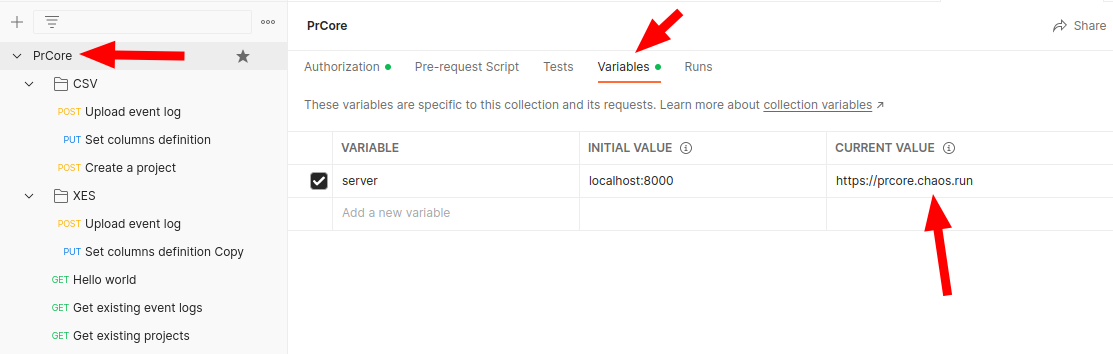 PrCore
CSV
POST Upload event log
PUT Set columns definition
POST Create a project
XES
POST Upload event log
PUT Set columns definition Copy
GET Hello world
GET Get existing event logs
GET Get existing projects
PrCore
Share
Authorization Pre-request Script Tests Variables Runs
These variables are specific to this collection and its requests. Learn more about collection variables ↗
VARIABLE INITIAL VALUE CURRENT VALUE
server localhost:8000 https://prcore.chaos.run
Add a new variable